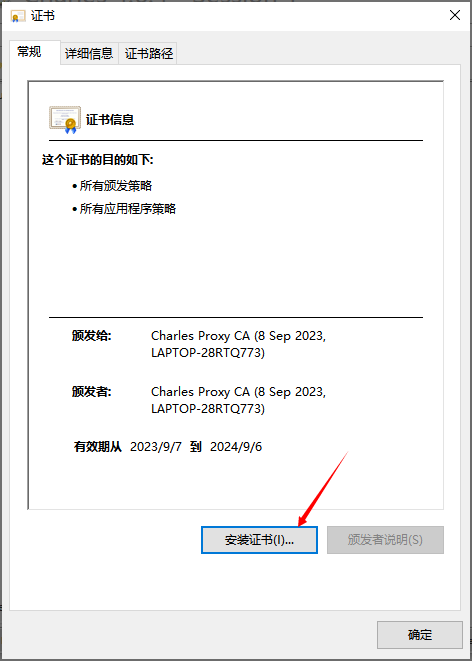 证书
常规
详细信息
证书路径
证书信息
这个证书的目的如下:
• 所有颁发策略
• 所有应用程序策略
颁发给: Charles Proxy CA (8 Sep 2023,
LAPTOP-28RTQ773)
颁发者: Charles Proxy CA (8 Sep 2023,
LAPTOP-28RTQ773)
有效期从 2023/9/7 到 2024/9/6
安装证书(I)...
颁发者说明(S)
确定